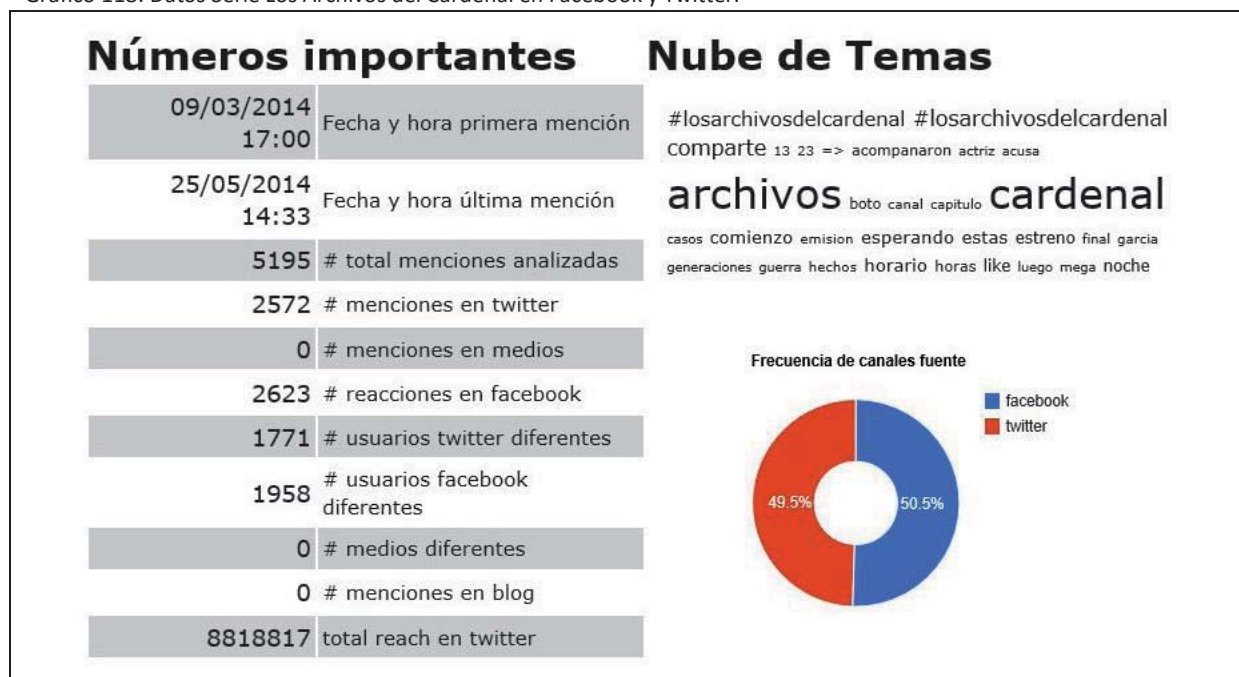 Gráfico 118: Datos Serie Los Archivos del Cardenal en Facebook y Twitter.
Números importantes
09/03/2014 17:00 Fecha y hora primera mención
25/05/2014 14:33 Fecha y hora última mención
5195 # total menciones analizadas
2572 # menciones en twitter
0 # menciones en medios
2623 # reacciones en facebook
1771 # usuarios twitter diferentes
1958 # usuarios facebook diferentes
0 # medios diferentes
0 # menciones en blog
8818817 total reach en twitter
Nube de Temas
#losarchivosdelcardenal #losarchivosdelcardenal
comparte 13 23 => acompanaron actriz acusa
archivos boto canal capitulo cardenal
casos comienzo emision esperando estas estreno final garcia
generaciones guerra hechos horario horas like luego mega noche
Frecuencia de canales fuente
facebook
twitter
49.5%
50.5%